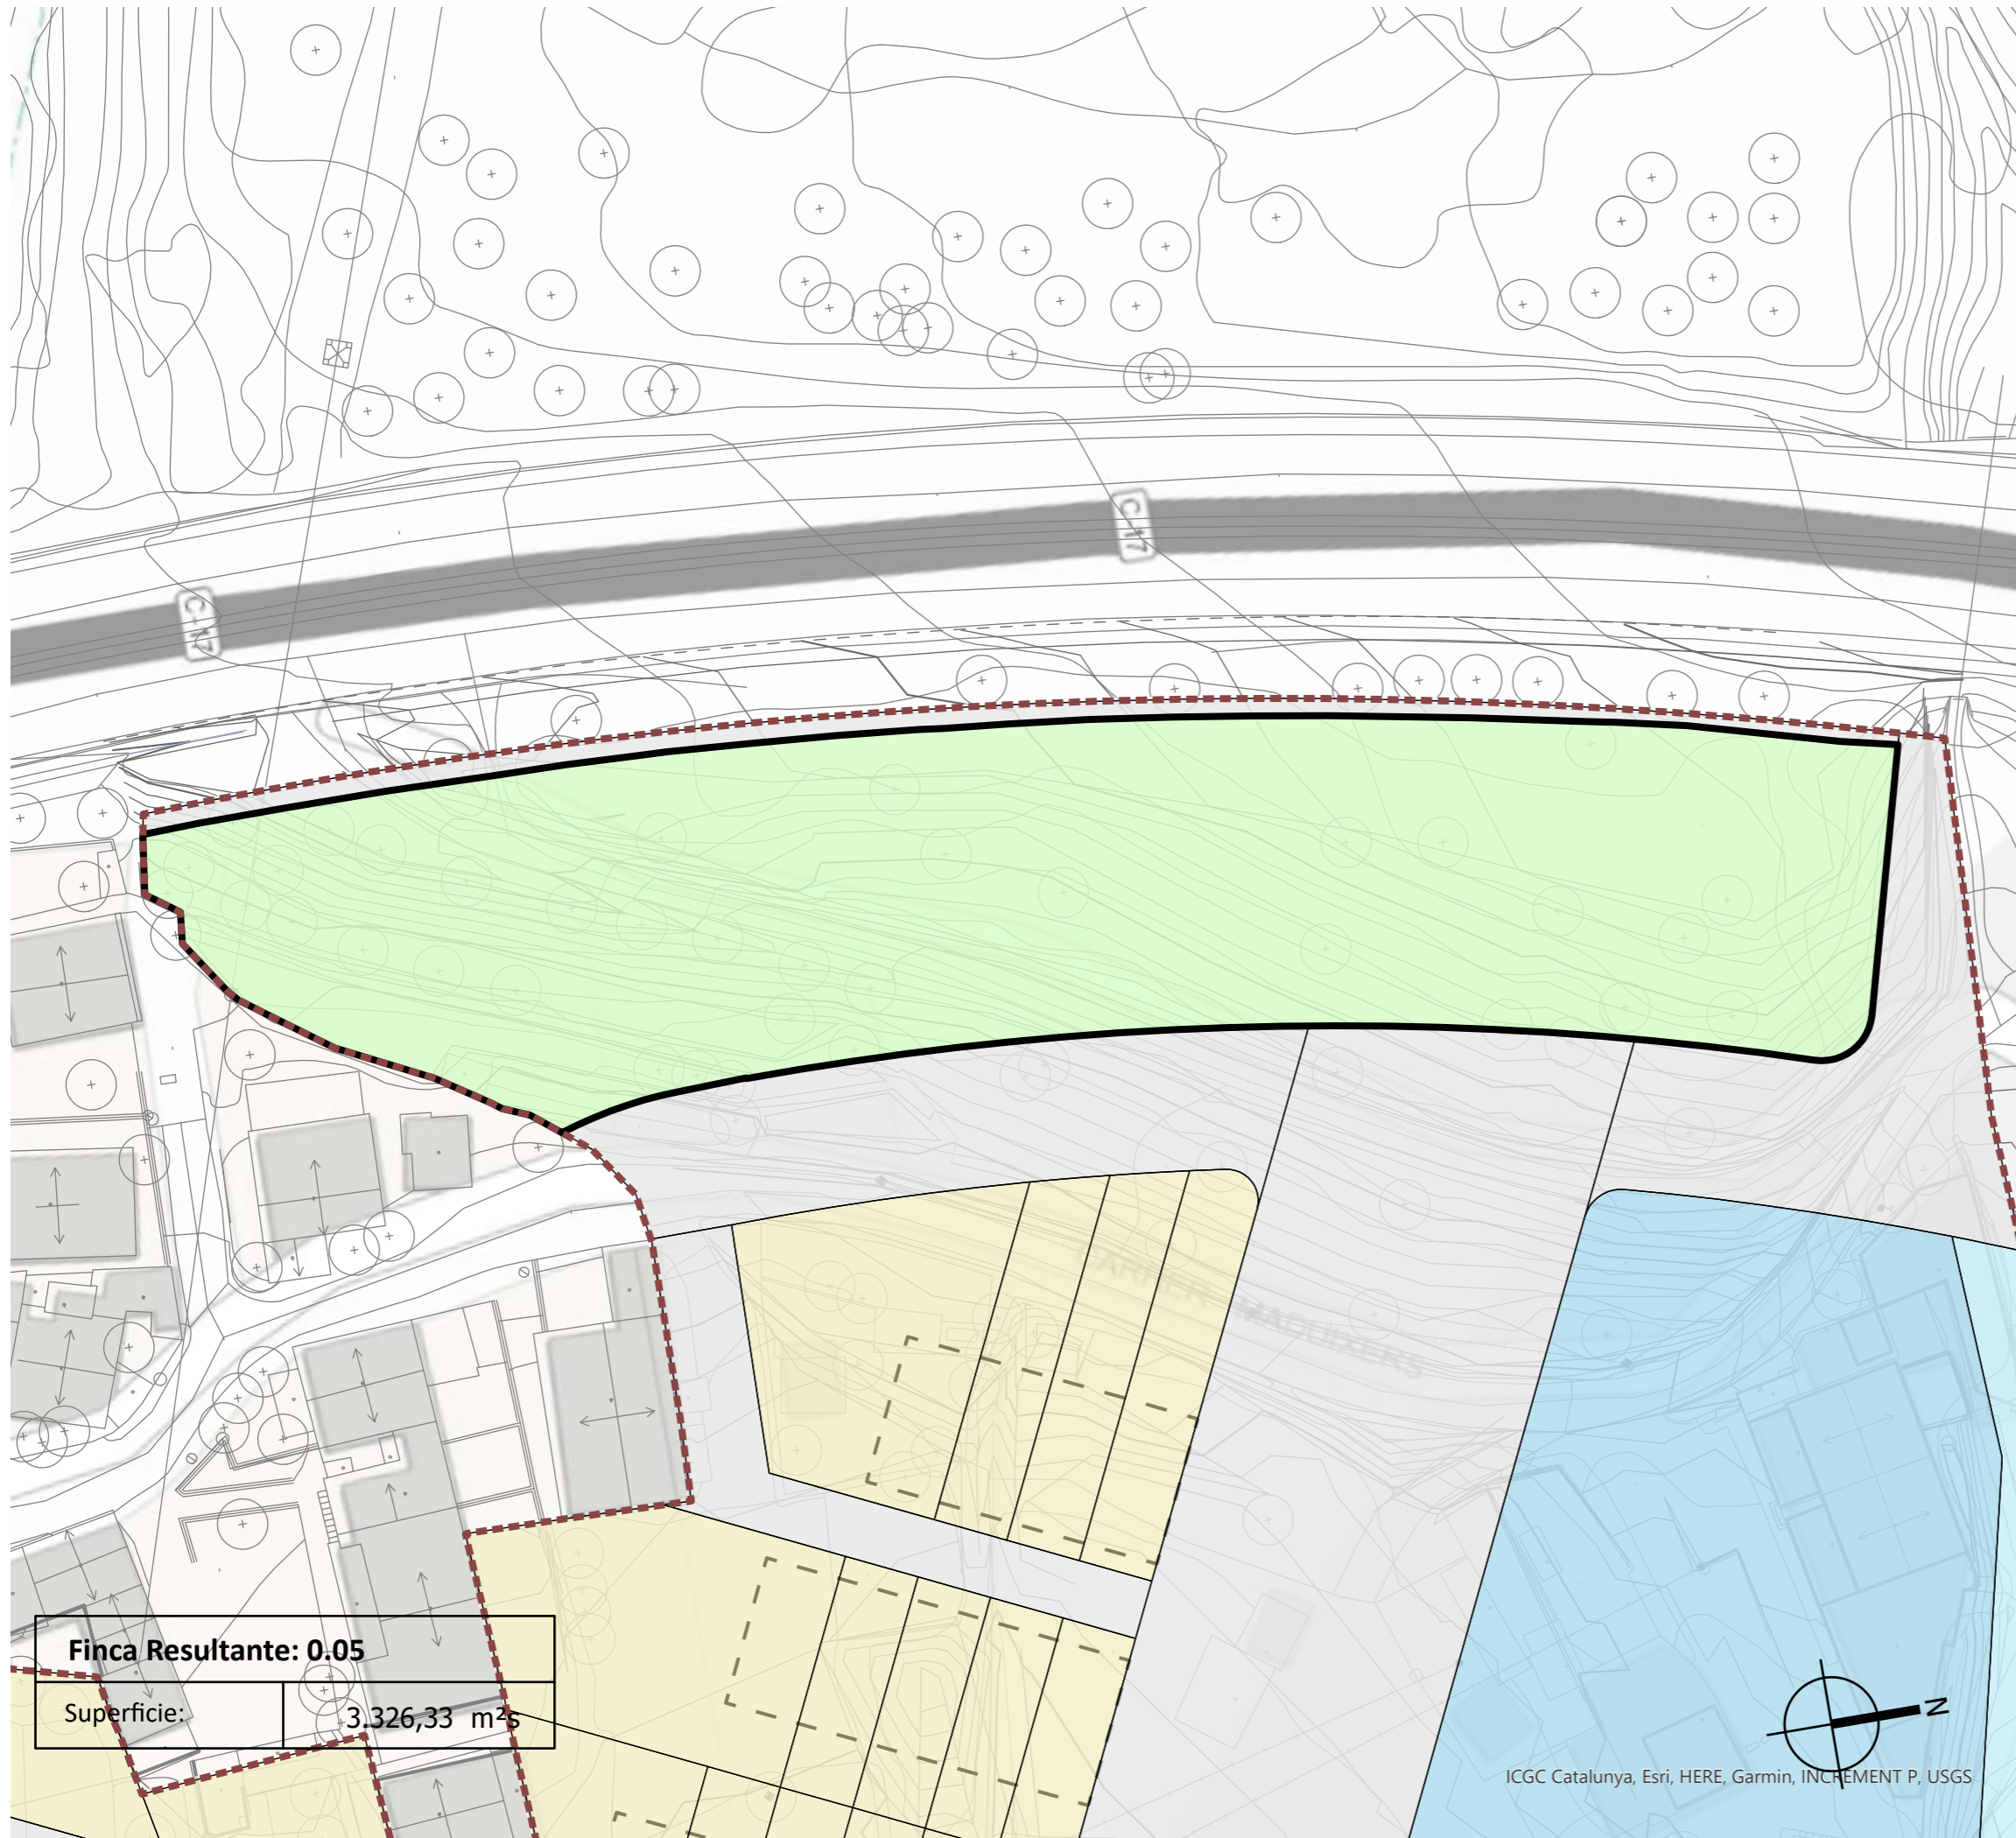 C-17
C-17
CARRER MADUIXERS
Finca Resultante: 0.05
Superficie:
3.326,33 m²s
N
ICGC Catalunya, Esri, HERE, Garmin, INCREMENT P, USGS